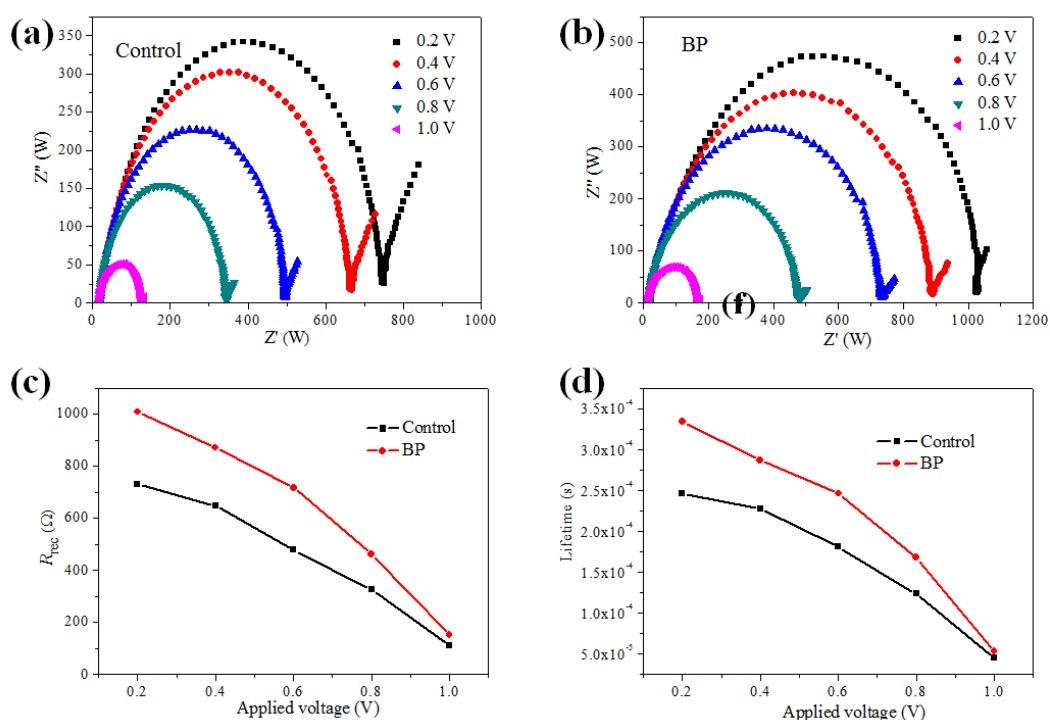 (a)
Control
0.2 V
0.4 V
0.6 V
0.8 V
1.0 V
350
300
250
200
150
100
50
0
Z'' (W)
0 200 400 600 800 1000
Z' (W)
(b)
BP
0.2 V
0.4 V
0.6 V
0.8 V
1.0 V
500
400
300
200
100
0
Z'' (W)
(f)
0 200 400 600 800 1000 1200
Z' (W)
(c)
Control
BP
1000
800
600
400
200
0
Rrec (Ω)
0.2 0.4 0.6 0.8 1.0
Applied voltage (V)
(d)
Control
BP
3.5x10⁻⁴
3.0x10⁻⁴
2.5x10⁻⁴
2.0x10⁻⁴
1.5x10⁻⁴
1.0x10⁻⁴
5.0x10⁻⁵
Lifetime (s)
0.2 0.4 0.6 0.8 1.0
Applied voltage (V)